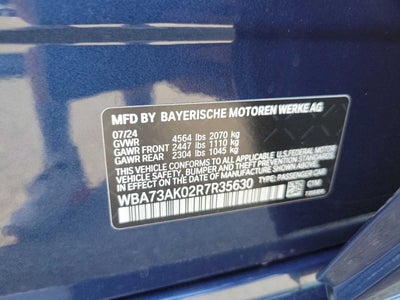 MFD BY BAYERISCHE MOTOREN WERKE AG
07/24
GVWR 4564 lbs 2070 kg
GAWR FRONT 2447 lbs 1110 kg
GAWR REAR 2304 lbs 1045 kg
THIS VEHICLE CONFORMS TO ALL APPLICABLE
U.S. FEDERAL MOTOR VEHICLE
SAFETY, BUMPER, AND THEFT
PREVENTION STANDARDS IN EFFECT ON THE
DATE OF MANUFACTURE SHOWN ABOVE.
WBA73AK02R7R35630
TYPE: PASSENGER CAR
C1M